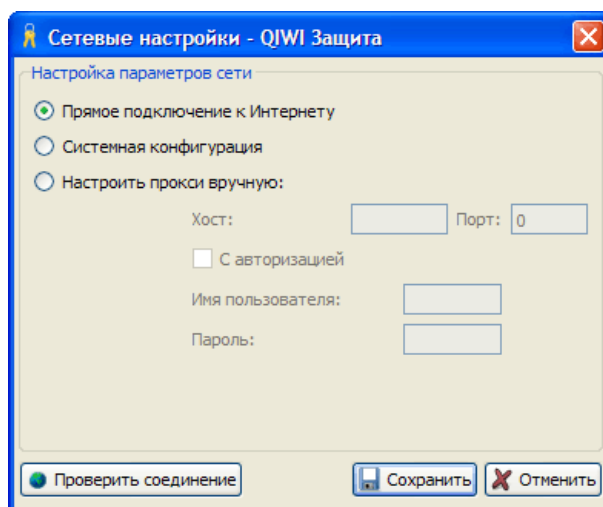 Сетевые настройки - QIWI Защита
Настройка параметров сети
Прямое подключение к Интернету
Системная конфигурация
Настроить прокси вручную:
Хост: Порт: 0
С авторизацией
Имя пользователя:
Пароль:
Проверить соединение Сохранить Отменить